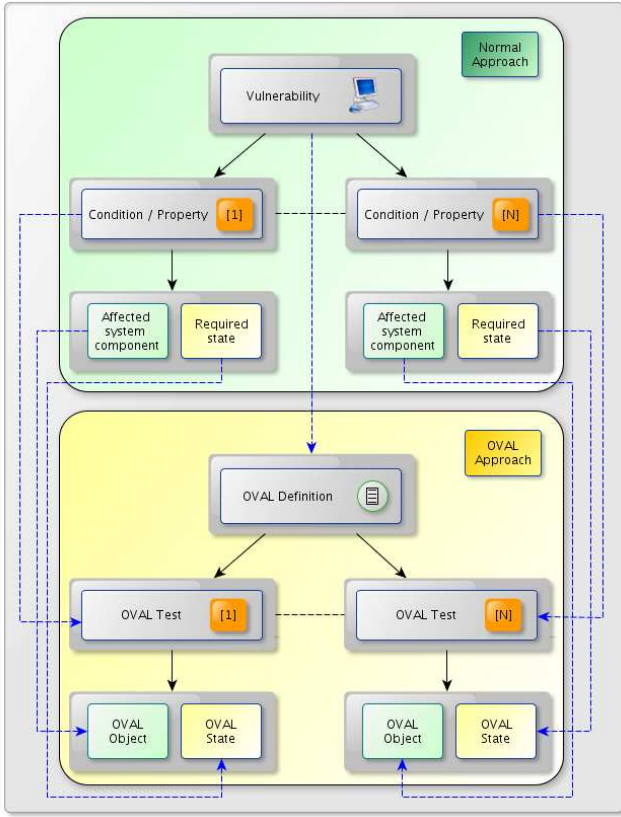 Normal
Approach
Vulnerability
Condition / Property [1]
Condition / Property [N]
Affected
system
component
Required
state
Affected
system
component
Required
state
OVAL
Approach
OVAL Definition
OVAL Test [1]
OVAL Test [N]
OVAL
Object
OVAL
State
OVAL
Object
OVAL
State